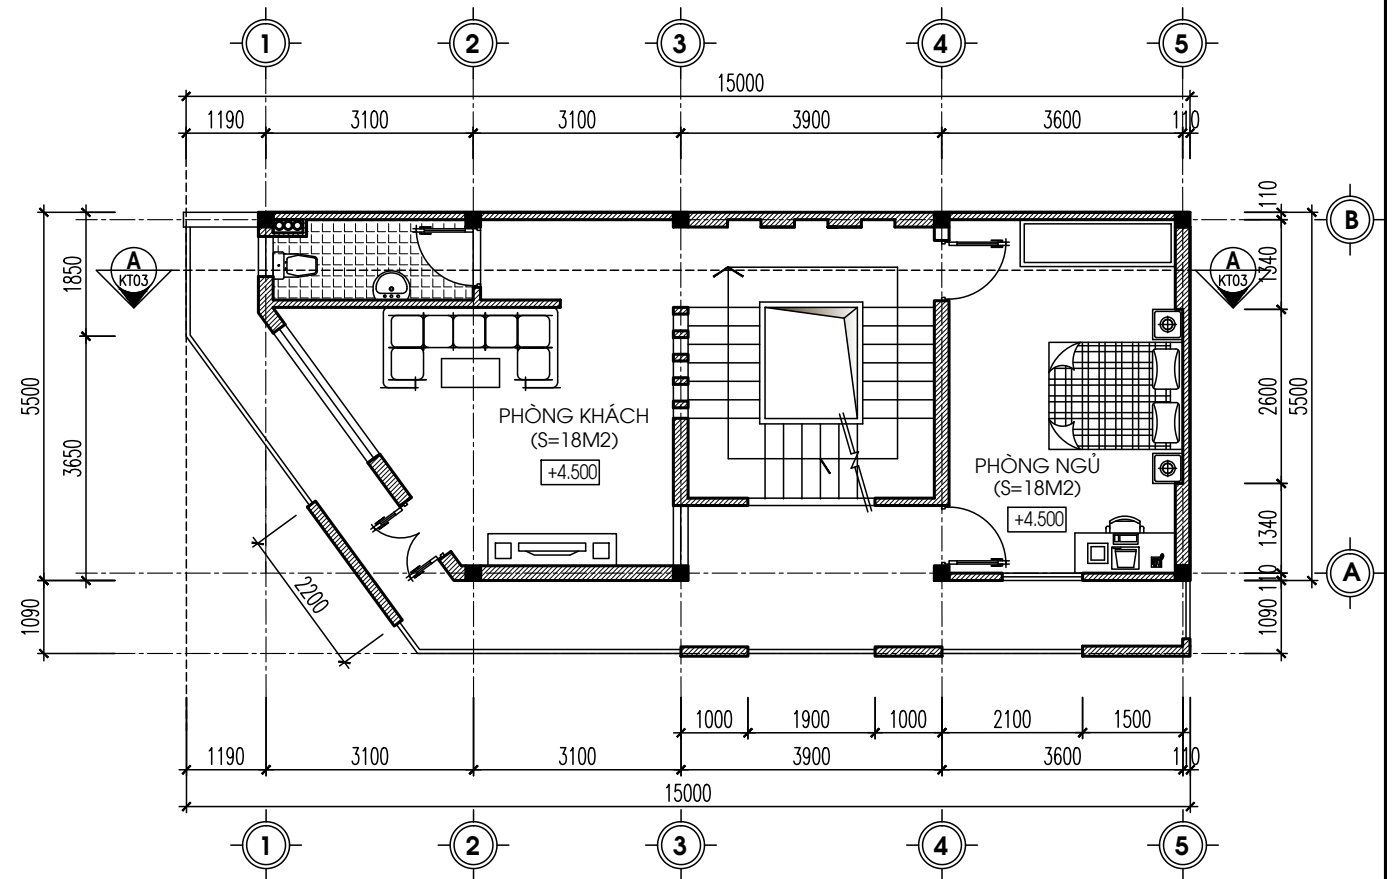 1 2 3 4 5
15000
1190 3100 3100 3900 3600 110
B
110
A
KT03
A
KT03
1850
1340
5500
3650
2600
5500
PHÒNG KHÁCH
(S=18M2)
+4.500
PHÒNG NGỦ
(S=18M2)
+4.500
1340
A
110
2200
1090
1090
1000 1900 1000 2100 1500
1190 3100 3100 3900 3600 110
15000
1 2 3 4 5